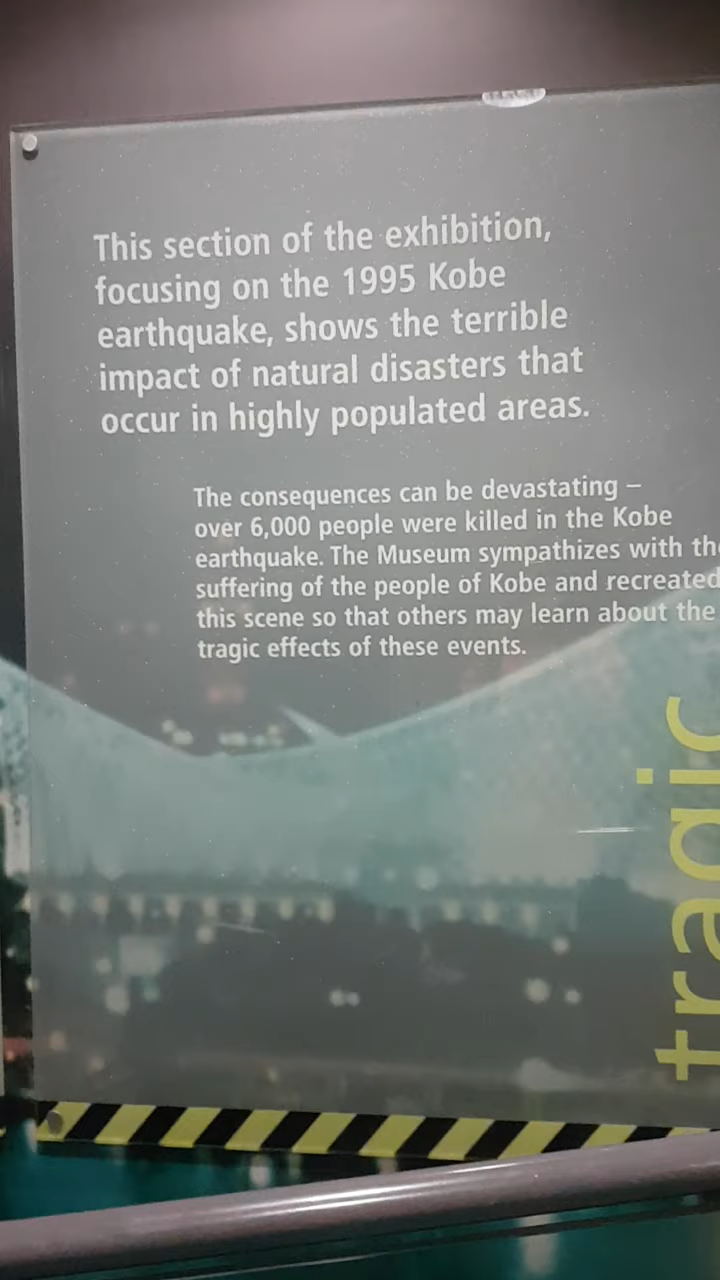 This section of the exhibition,
focusing on the 1995 Kobe
earthquake, shows the terrible
impact of natural disasters that
occur in highly populated areas.
The consequences can be devastating –
over 6,000 people were killed in the Kobe
earthquake. The Museum sympathizes with the
suffering of the people of Kobe and recreated
this scene so that others may learn about the
tragic effects of these events.
tragic